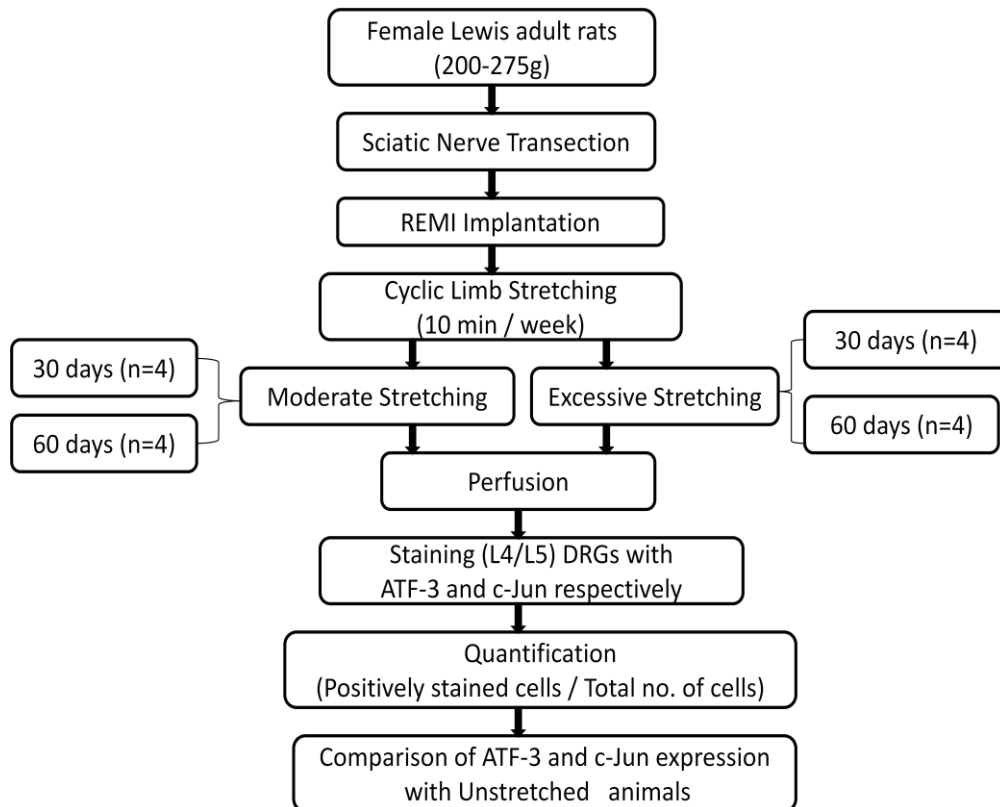 Female Lewis adult rats
(200-275g)
Sciatic Nerve Transection
REMI Implantation
Cyclic Limb Stretching
(10 min / week)
30 days (n=4)
60 days (n=4)
Moderate Stretching
Excessive Stretching
30 days (n=4)
60 days (n=4)
Perfusion
Staining (L4/L5) DRGs with
ATF-3 and c-Jun respectively
Quantification
(Positively stained cells / Total no. of cells)
Comparison of ATF-3 and c-Jun expression
with Unstretched animals